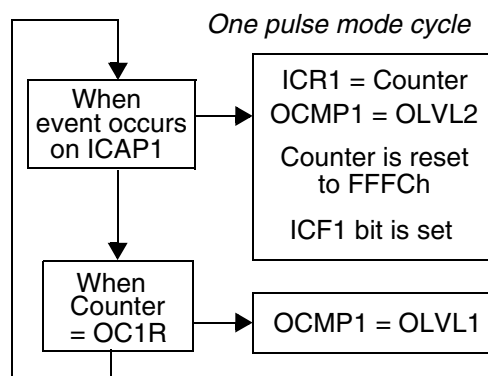 One pulse mode cycle
When
event occurs
on ICAP1
ICR1 = Counter
OCMP1 = OLVL2
Counter is reset
to FFFCh
ICF1 bit is set
When
Counter
= OC1R
OCMP1 = OLVL1